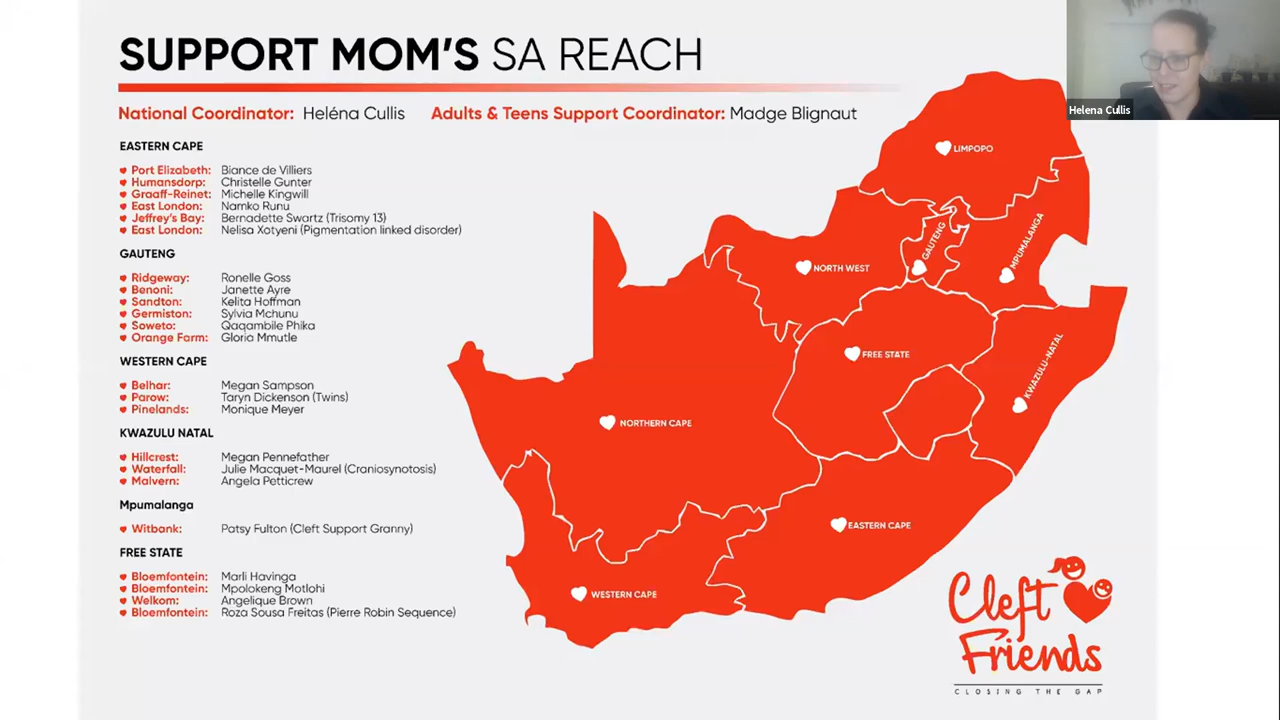 SUPPORT MOM'S SA REACH
Helena Cullis
National Coordinator: Heléna Cullis Adults & Teens Support Coordinator: Madge Blignaut
EASTERN CAPE
Port Elizabeth: Biance de Villiers
Humansdorp: Christelle Gunter
Graaff-Reinet: Michelle Kingwill
East London: Namko Runu
Jeffrey's Bay: Bernadette Swartz (Trisomy 13)
East London: Nelisa Xotyeni (Pigmentation linked disorder)
GAUTENG
Ridgeway: Ronelle Goss
Benoni: Janette Ayre
Sandton: Kelita Hoffman
Germiston: Sylvia Mchunu
Soweto: Qaqambile Phika
Orange Farm: Gloria Mmutle
WESTERN CAPE
Belhar: Megan Sampson
Parow: Taryn Dickenson (Twins)
Pinelands: Monique Meyer
KWAZULU NATAL
Hillcrest: Megan Pennefather
Waterfall: Julie Macquet-Maurel (Craniosynotosis)
Malvern: Angela Petticrew
Mpumalanga
Witbank: Patsy Fulton (Cleft Support Granny)
FREE STATE
Bloemfontein: Marli Havinga
Bloemfontein: Mpolokeng Motlohi
Welkom: Angelique Brown
Bloemfontein: Roza Sousa Freitas (Pierre Robin Sequence)
LIMPOPO
GAUTENG
MPUMALANGA
NORTH WEST
FREE STATE
KWAZULU-NATAL
NORTHERN CAPE
EASTERN CAPE
WESTERN CAPE
Cleft
Friends
CLOSING THE GAP